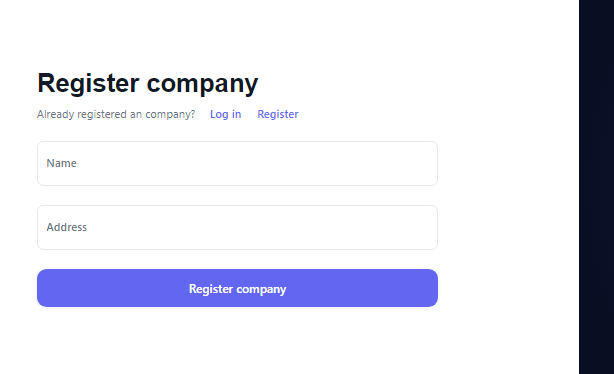 Register company
Already registered an company? Log in Register
Name
Address
Register company